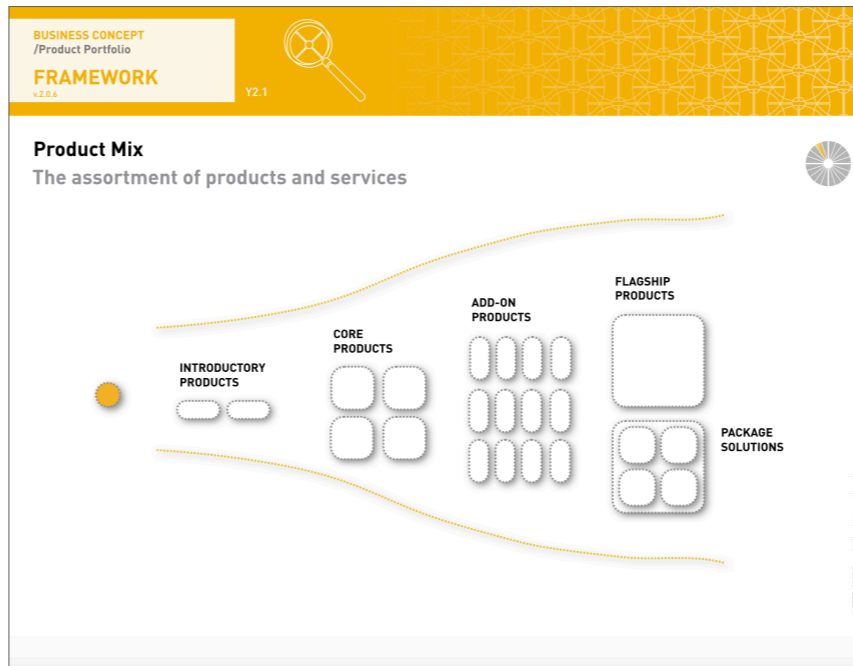 BUSINESS CONCEPT
/Product Portfolio
FRAMEWORK
v.2.0.6
Y2.1
Product Mix
The assortment of products and services
FLAGSHIP
PRODUCTS
ADD-ON
PRODUCTS
CORE
PRODUCTS
INTRODUCTORY
PRODUCTS
PACKAGE
SOLUTIONS